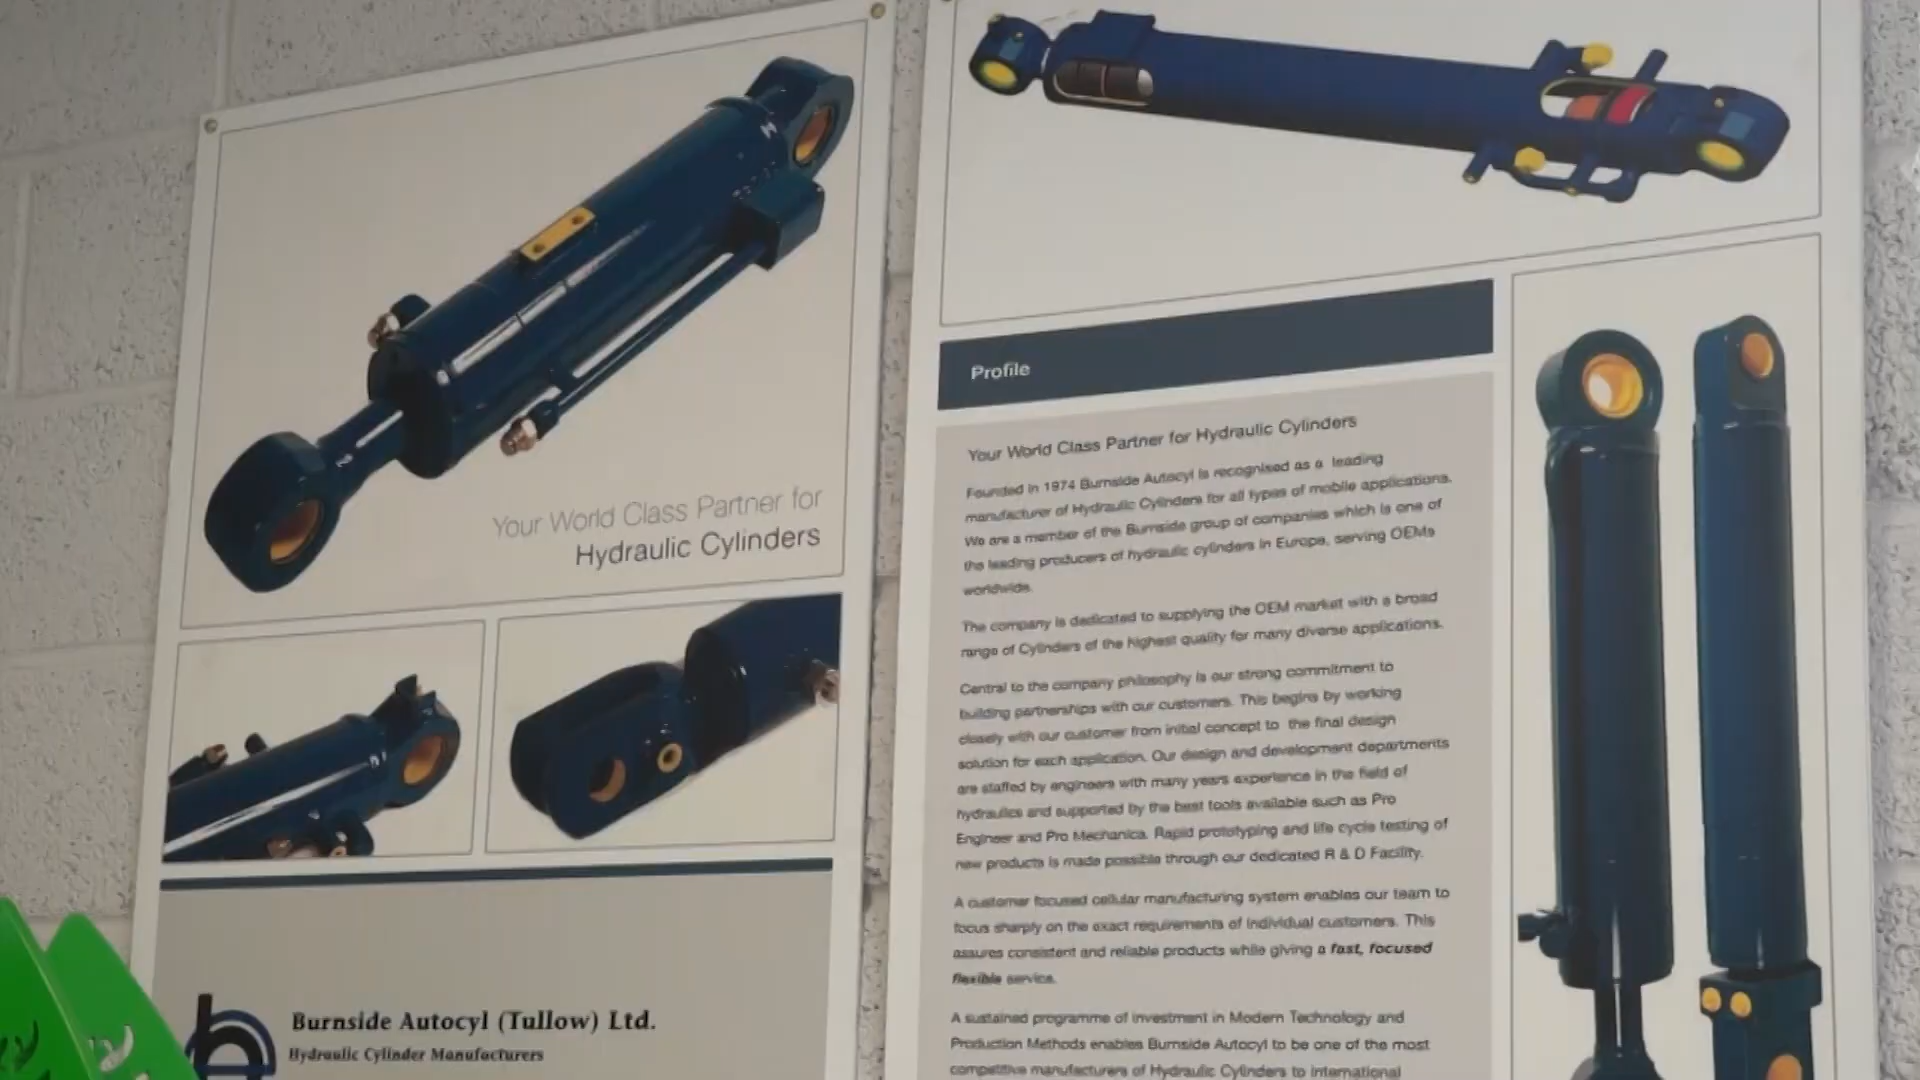 Your World Class Partner for
Hydraulic Cylinders
Burnside Autocyl (Tullow) Ltd.
Hydraulic Cylinder Manufacturers
Profile
Your World Class Partner for Hydraulic Cylinders
Founded in 1974 Burnside Autocyl is recognised as a leading
manufacturer of Hydraulic Cylinders for all types of mobile applications.
We are a member of the Burnside group of companies which is one of
the leading producers of hydraulic cylinders in Europe, serving OEMs
worldwide.
The company is dedicated to supplying the OEM market with a broad
range of Cylinders of the highest quality for many diverse applications.
Central to the company philosophy is our strong commitment to
building partnerships with our customers. This begins by working
closely with our customer from initial concept to the final design
solution for each application. Our design and development departments
are staffed by engineers with many years experience in the field of
hydraulics and supported by the best tools available such as Pro
Engineer and Pro Mechanica. Rapid prototyping and life cycle testing of
new products is made possible through our dedicated R & D Facility.
A customer focused cellular manufacturing system enables our team to
focus sharply on the exact requirements of individual customers. This
assures consistent and reliable products while giving a fast, focused
flexible service.
A sustained programme of investment in Modern Technology and
Production Methods enables Burnside Autocyl to be one of the most
competitive manufacturers of Hydraulic Cylinders to international